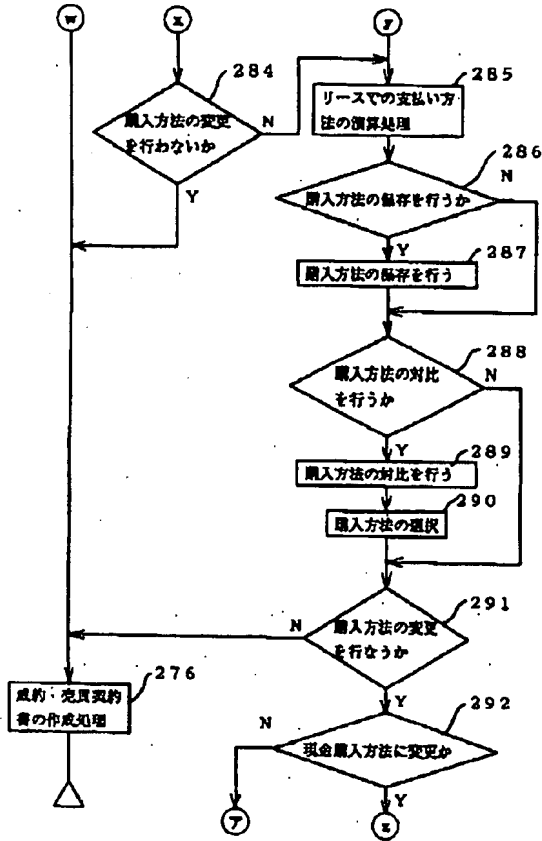 w
x
y
284
購入方法の変更
を行わないか
N
Y
285
リースでの支払い方
法の演算処理
286
購入方法の保存を行うか
N
Y
287
購入方法の保存を行う
288
購入方法の対比
を行うか
N
Y
289
購入方法の対比を行う
290
購入方法の選択
291
購入方法の変更
を行なうか
N
Y
276
成約・売買契約
書の作成処理
292
現金購入方法に変更か
N
Y
ア
z